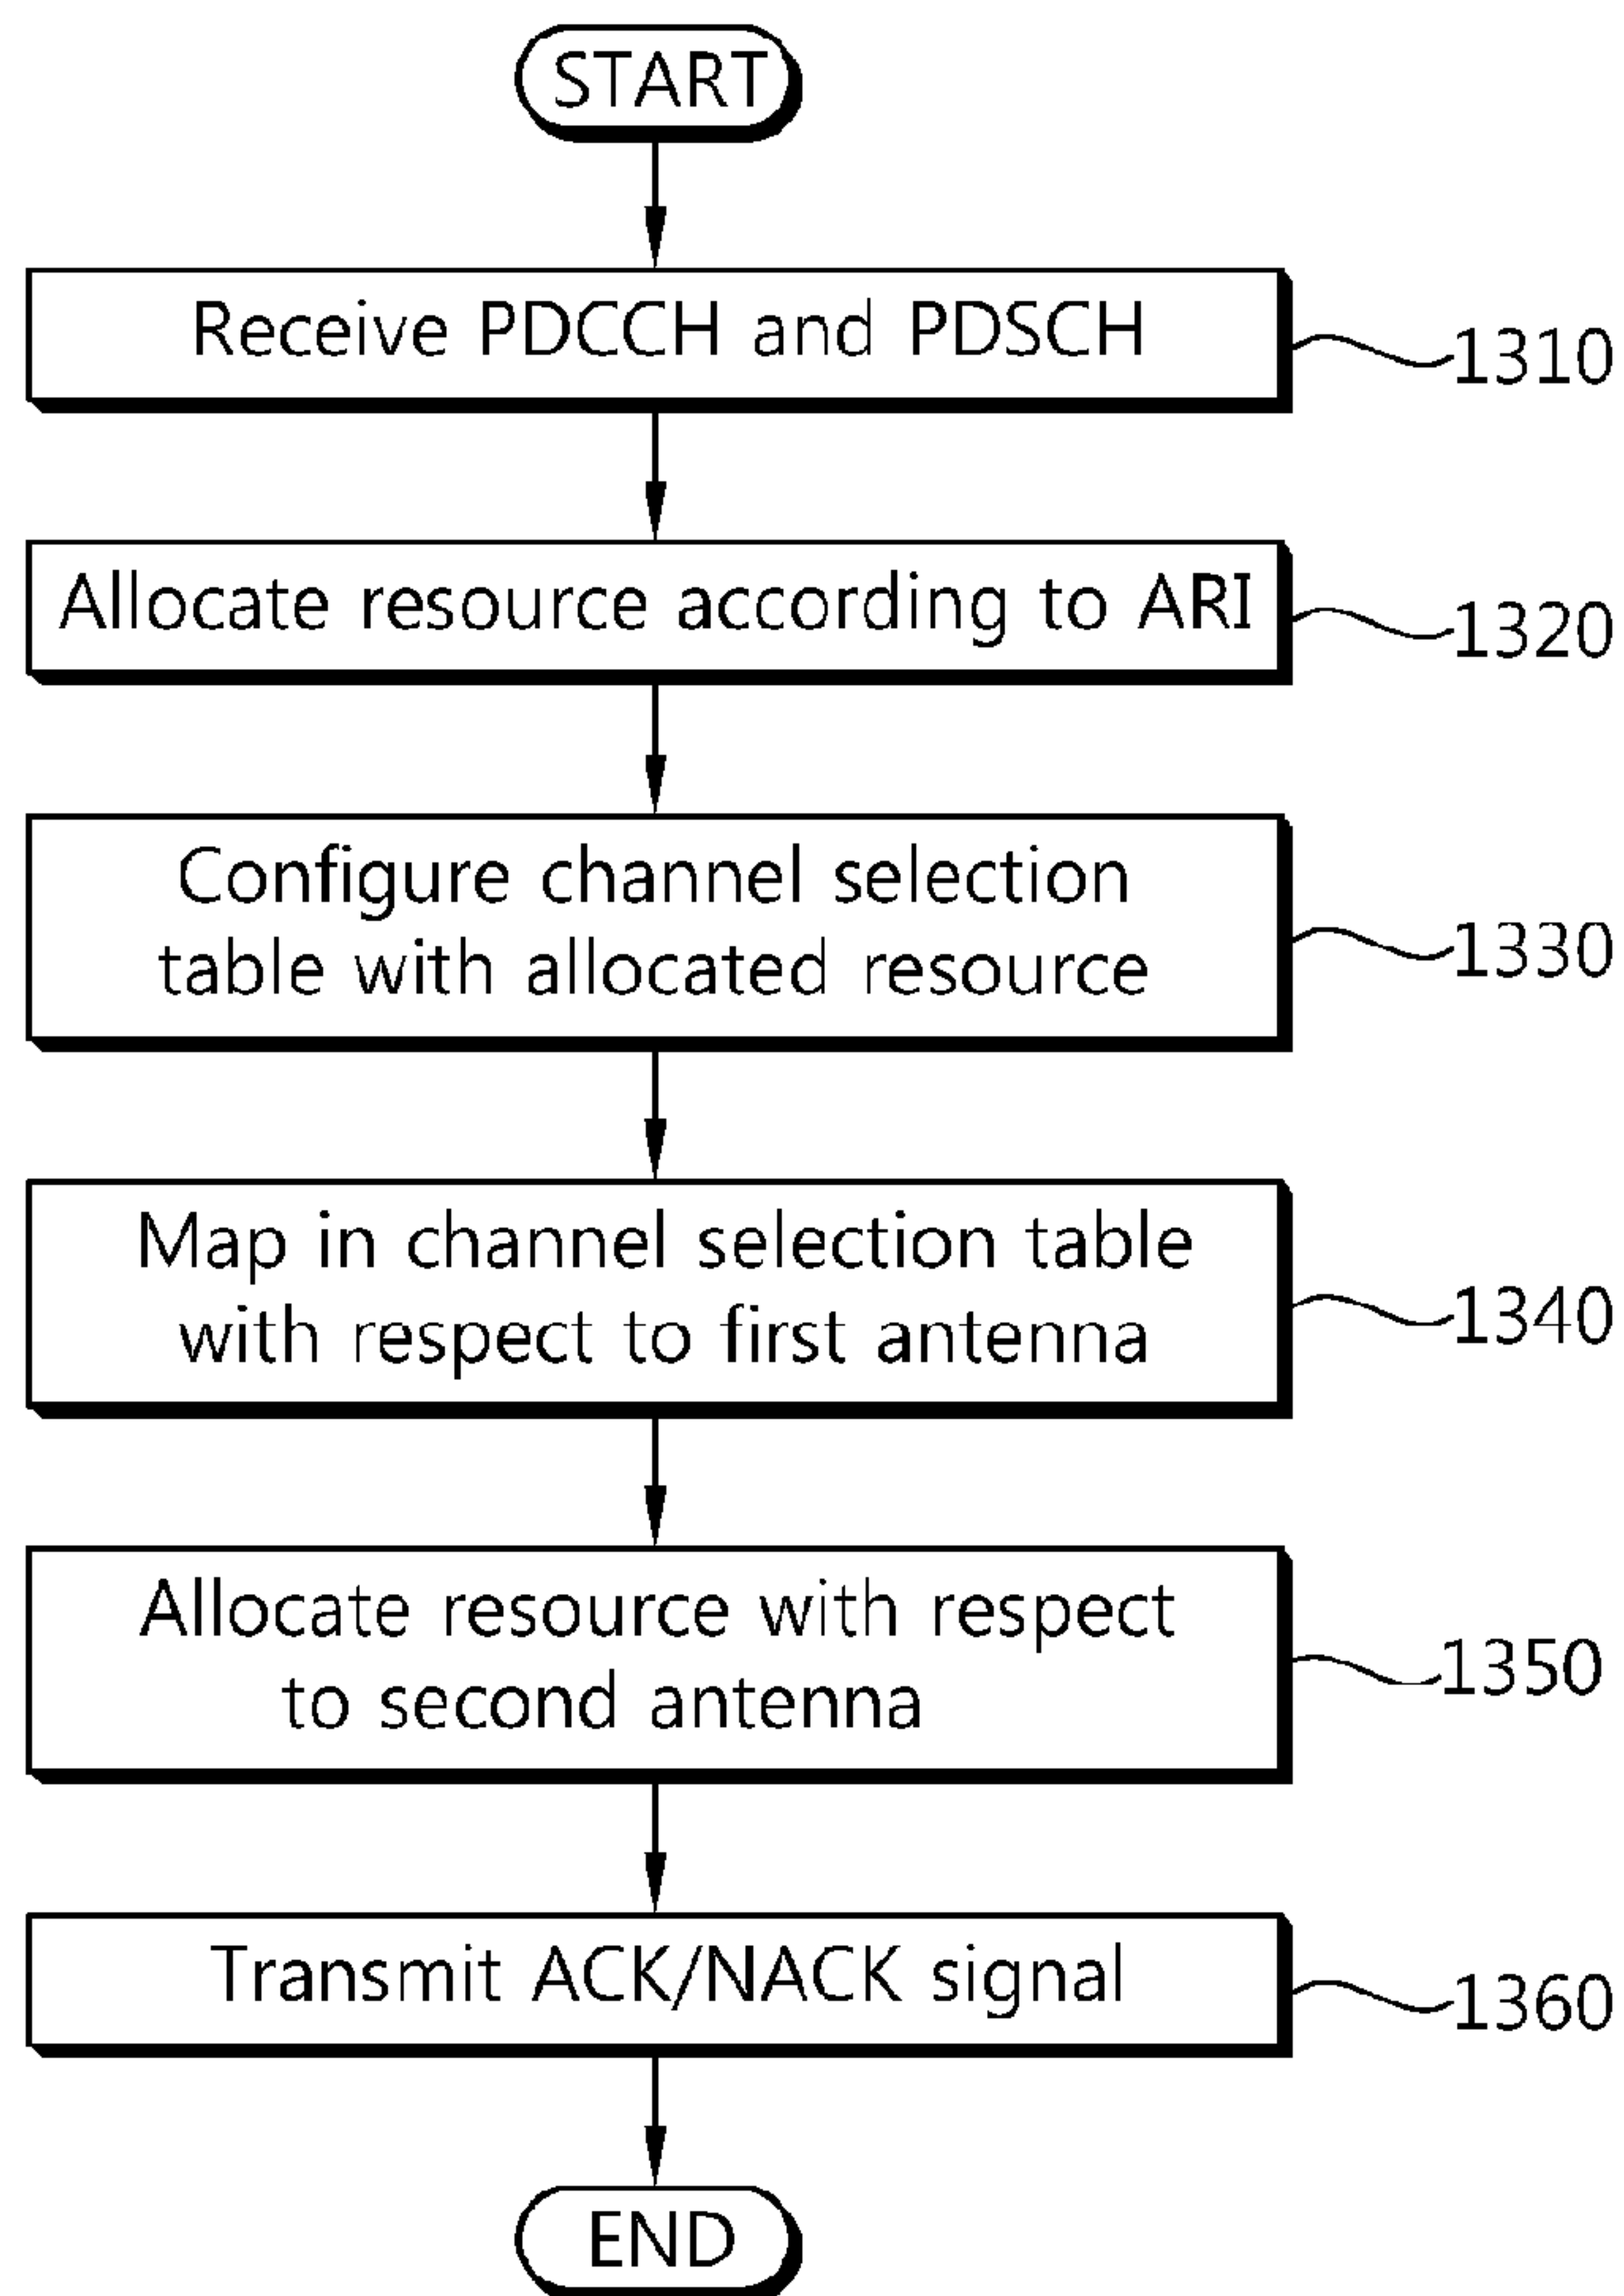 START
Receive PDCCH and PDSCH
1310
Allocate resource according to ARI
1320
Configure channel selection
table with allocated resource
1330
Map in channel selection table
with respect to first antenna
1340
Allocate resource with respect
to second antenna
1350
Transmit ACK/NACK signal
1360
END